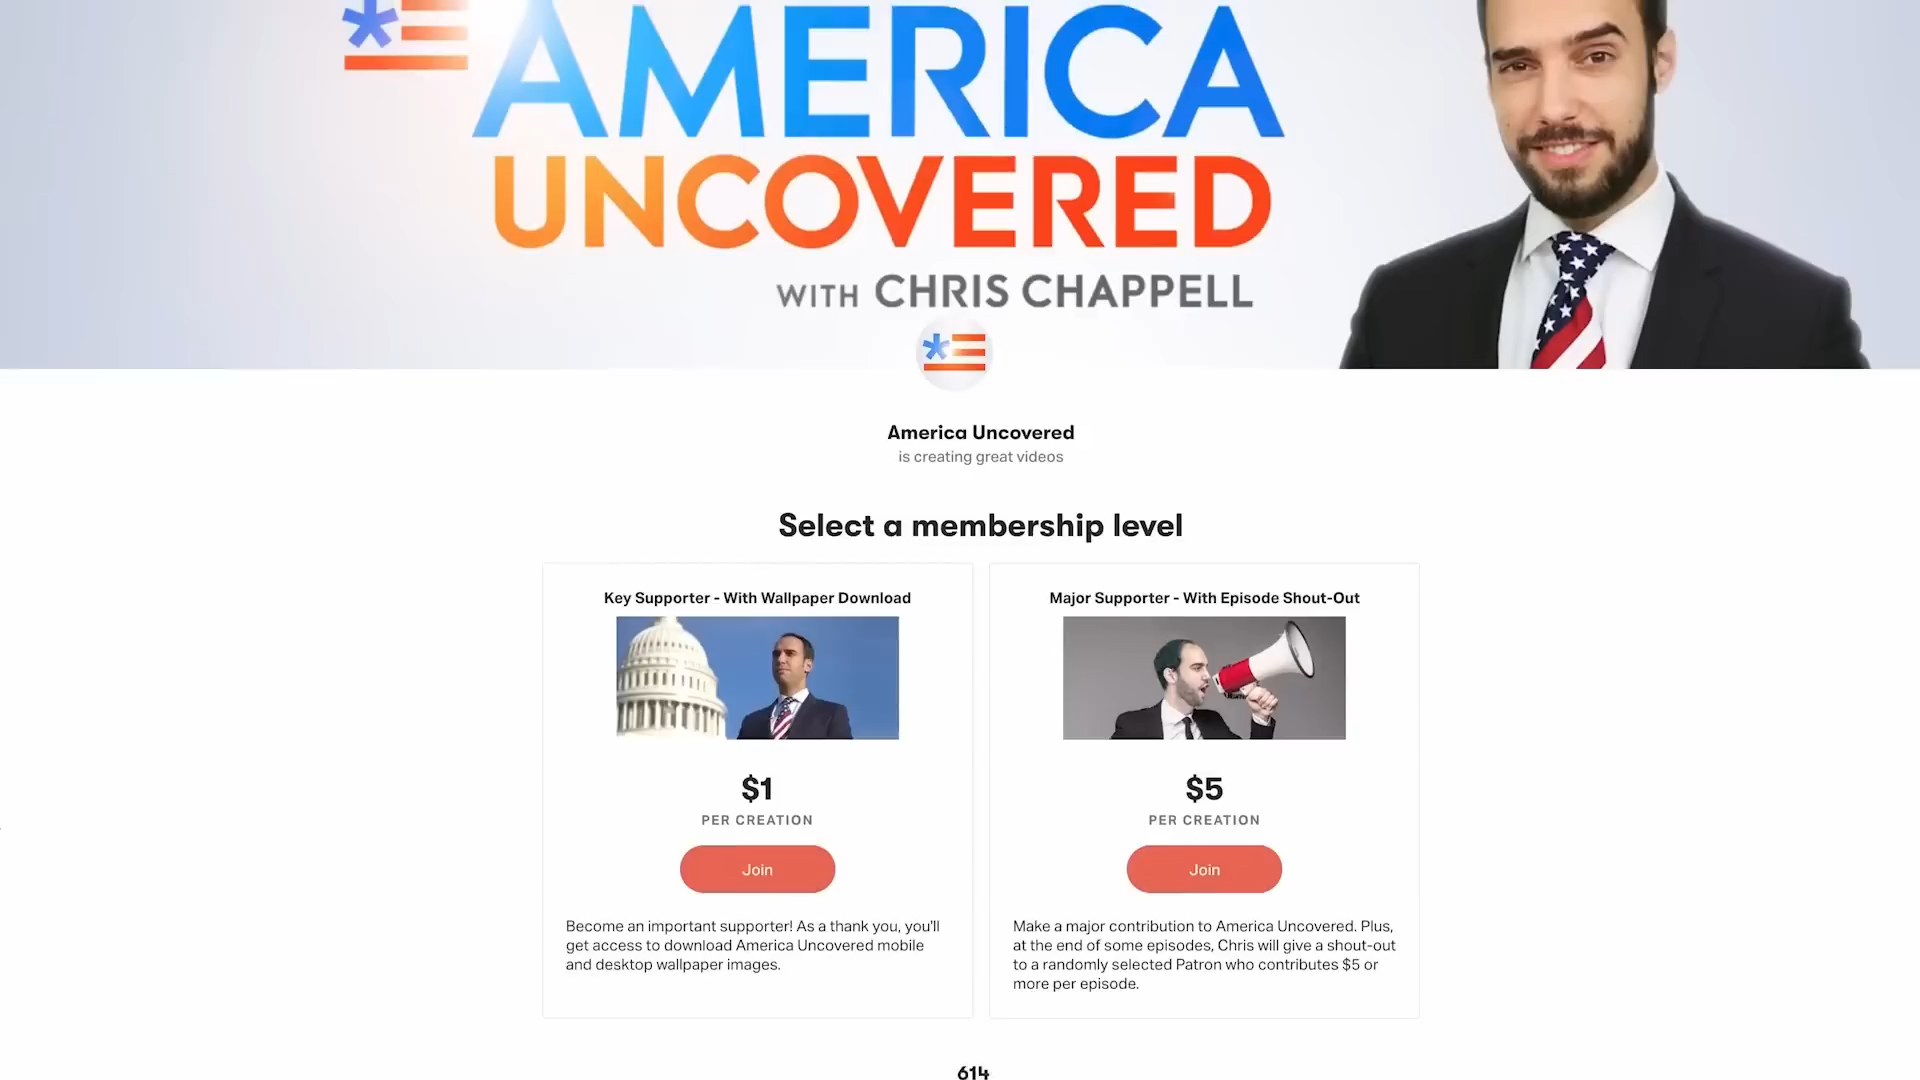 AMERICA
UNCOVERED
WITH CHRIS CHAPPELL
America Uncovered
is creating great videos
Select a membership level
Key Supporter - With Wallpaper Download
$1
PER CREATION
Join
Become an important supporter! As a thank you, you'll
get access to download America Uncovered mobile
and desktop wallpaper images.
Major Supporter - With Episode Shout-Out
$5
PER CREATION
Join
Make a major contribution to America Uncovered. Plus,
at the end of some episodes, Chris will give a shout-out
to a randomly selected Patron who contributes $5 or
more per episode.
614